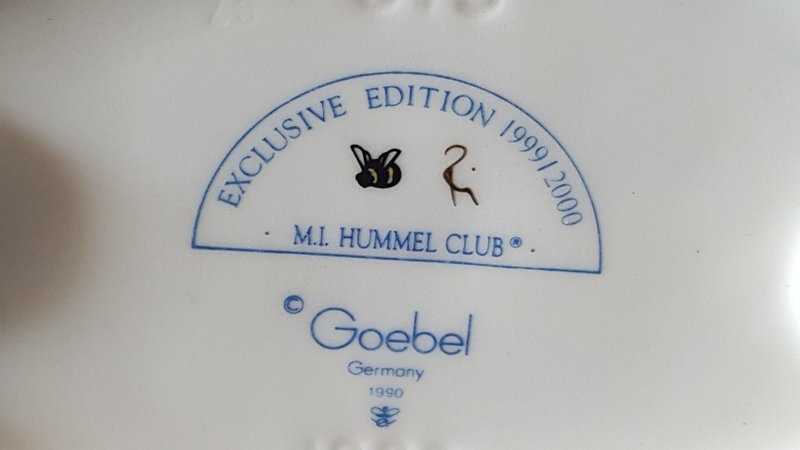 EXCLUSIVE EDITION 1999/2000
· M.I. HUMMEL CLUB® ·
© Goebel
Germany
1990